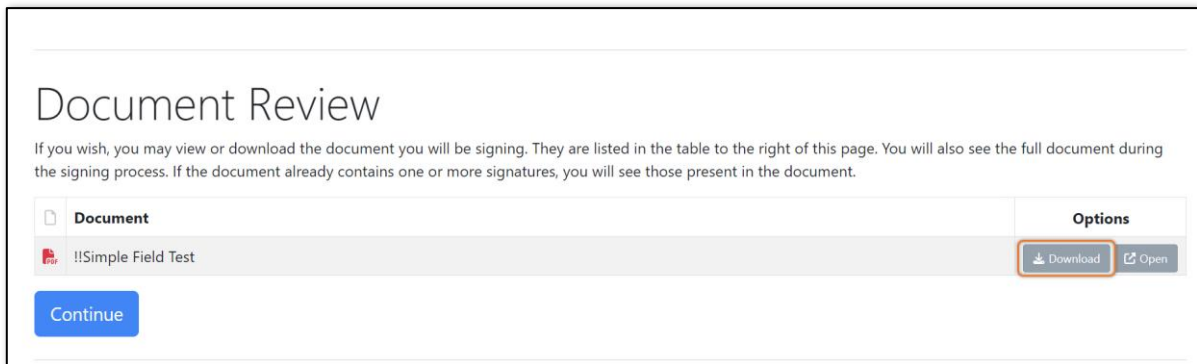 Document Review
If you wish, you may view or download the document you will be signing. They are listed in the table to the right of this page. You will also see the full document during
the signing process. If the document already contains one or more signatures, you will see those present in the document.
Document Options
PDF !!Simple Field Test Download Open
Continue